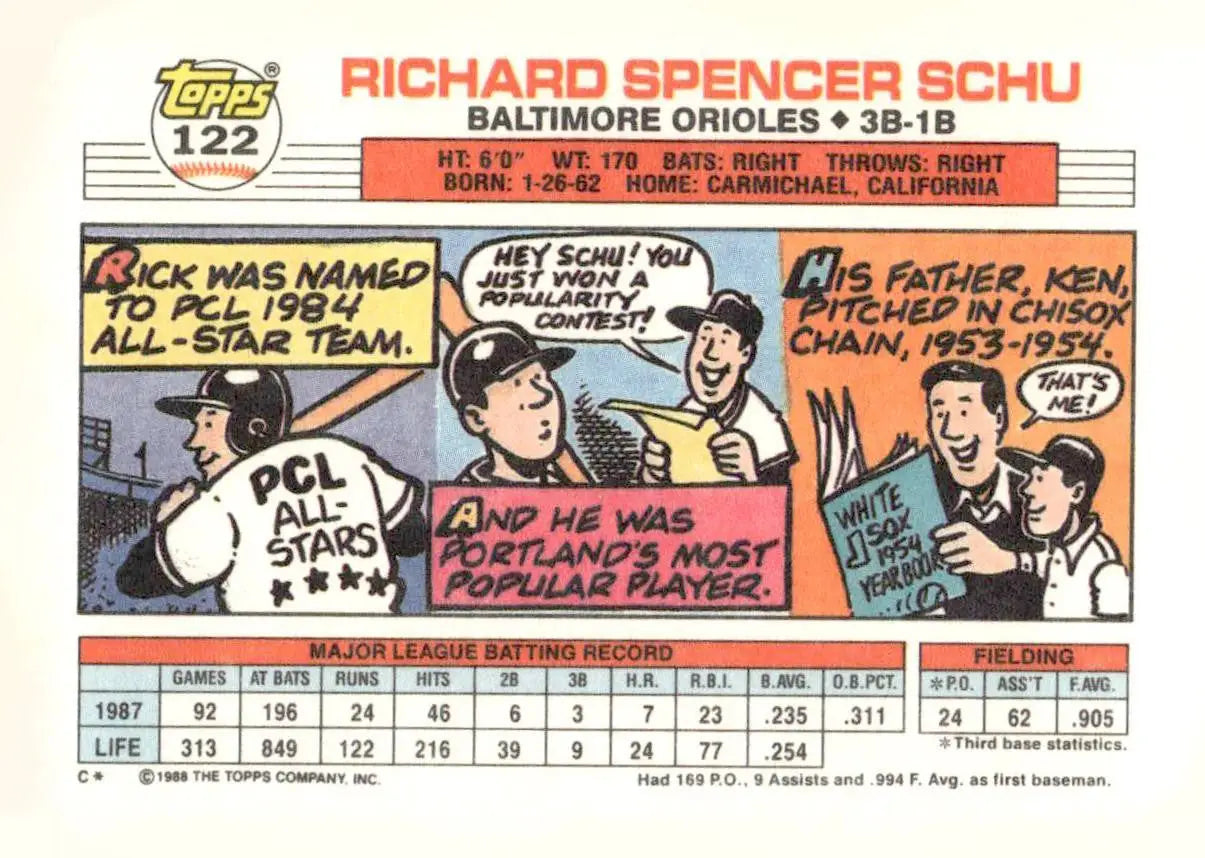 Topps®
122
RICHARD SPENCER SCHU
BALTIMORE ORIOLES ◆ 3B-1B
HT: 6'0" WT: 170 BATS: RIGHT THROWS: RIGHT
BORN: 1-26-62 HOME: CARMICHAEL, CALIFORNIA
RICK WAS NAMED
TO PCL 1984
ALL-STAR TEAM.
PCL
ALL-
STARS
★ ★ ★ ★
HEY SCHU! YOU
JUST WON A
POPULARITY
CONTEST!
AND HE WAS
PORTLAND'S MOST
POPULAR PLAYER.
HIS FATHER, KEN,
PITCHED IN CHISOX
CHAIN, 1953-1954.
THAT'S
ME!
WHITE
SOX
1954
YEARBOOK
MAJOR LEAGUE BATTING RECORD
GAMES AT BATS RUNS HITS 2B 3B H.R. R.B.I. B.AVG. O.B.PCT.
1987 92 196 24 46 6 3 7 23 .235 .311
LIFE 313 849 122 216 39 9 24 77 .254
FIELDING
*P.O. ASS'T F.AVG.
24 62 .905
*Third base statistics.
C* ©1988 THE TOPPS COMPANY, INC.
Had 169 P.O., 9 Assists and .994 F. Avg. as first baseman.